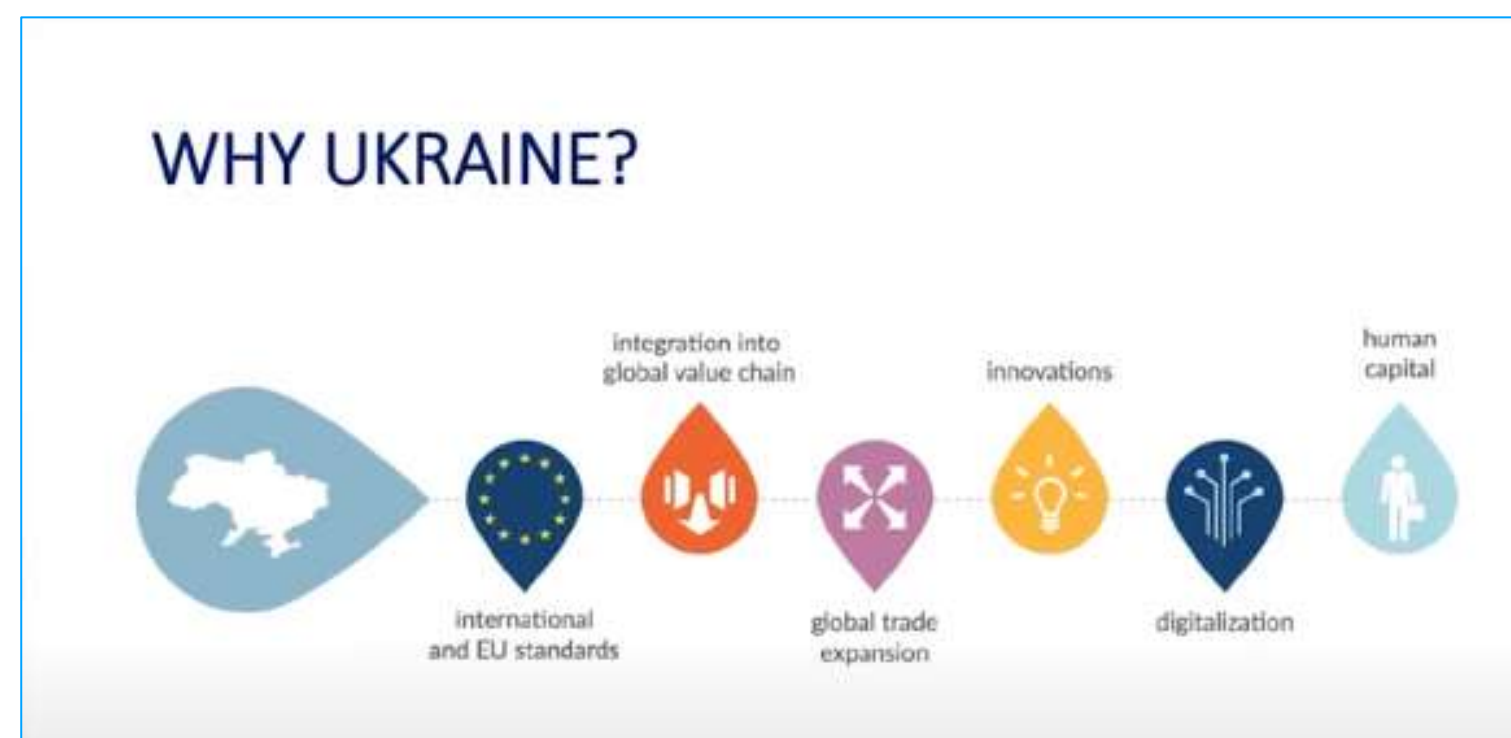 WHY UKRAINE?
international
and EU standards
integration into
global value chain
global trade
expansion
innovations
digitalization
human
capital